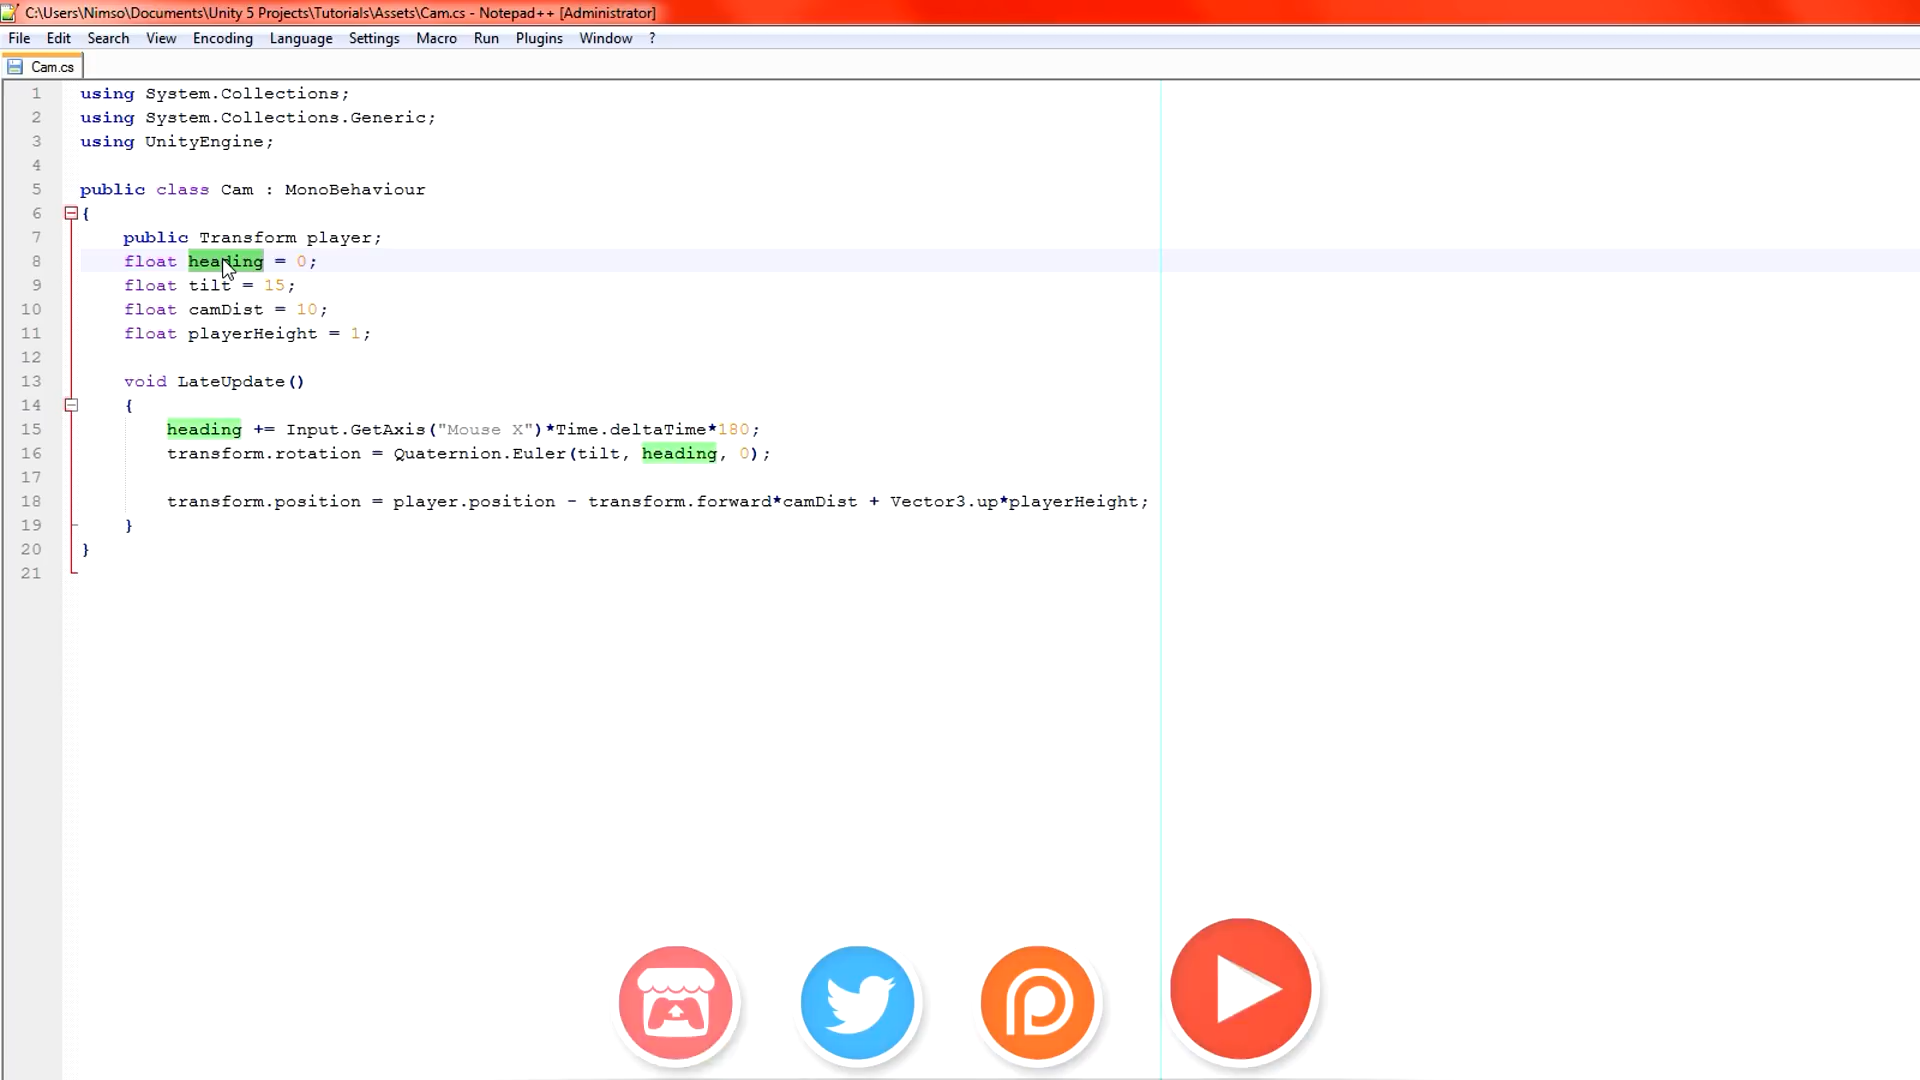 C:\Users\Nimso\Documents\Unity 5 Projects\Tutorials\Assets\Cam.cs - Notepad++ [Administrator]
File Edit Search View Encoding Language Settings Macro Run Plugins Window ?
Cam.cs
1 using System.Collections;
2 using System.Collections.Generic;
3 using UnityEngine;
4
5 public class Cam : MonoBehaviour
6 {
7 public Transform player;
8 float heading = 0;
9 float tilt = 15;
10 float camDist = 10;
11 float playerHeight = 1;
12
13 void LateUpdate()
14 {
15 heading += Input.GetAxis("Mouse X")*Time.deltaTime*180;
16 transform.rotation = Quaternion.Euler(tilt, heading, 0);
17
18 transform.position = player.position - transform.forward*camDist + Vector3.up*playerHeight;
19 }
20 }
21